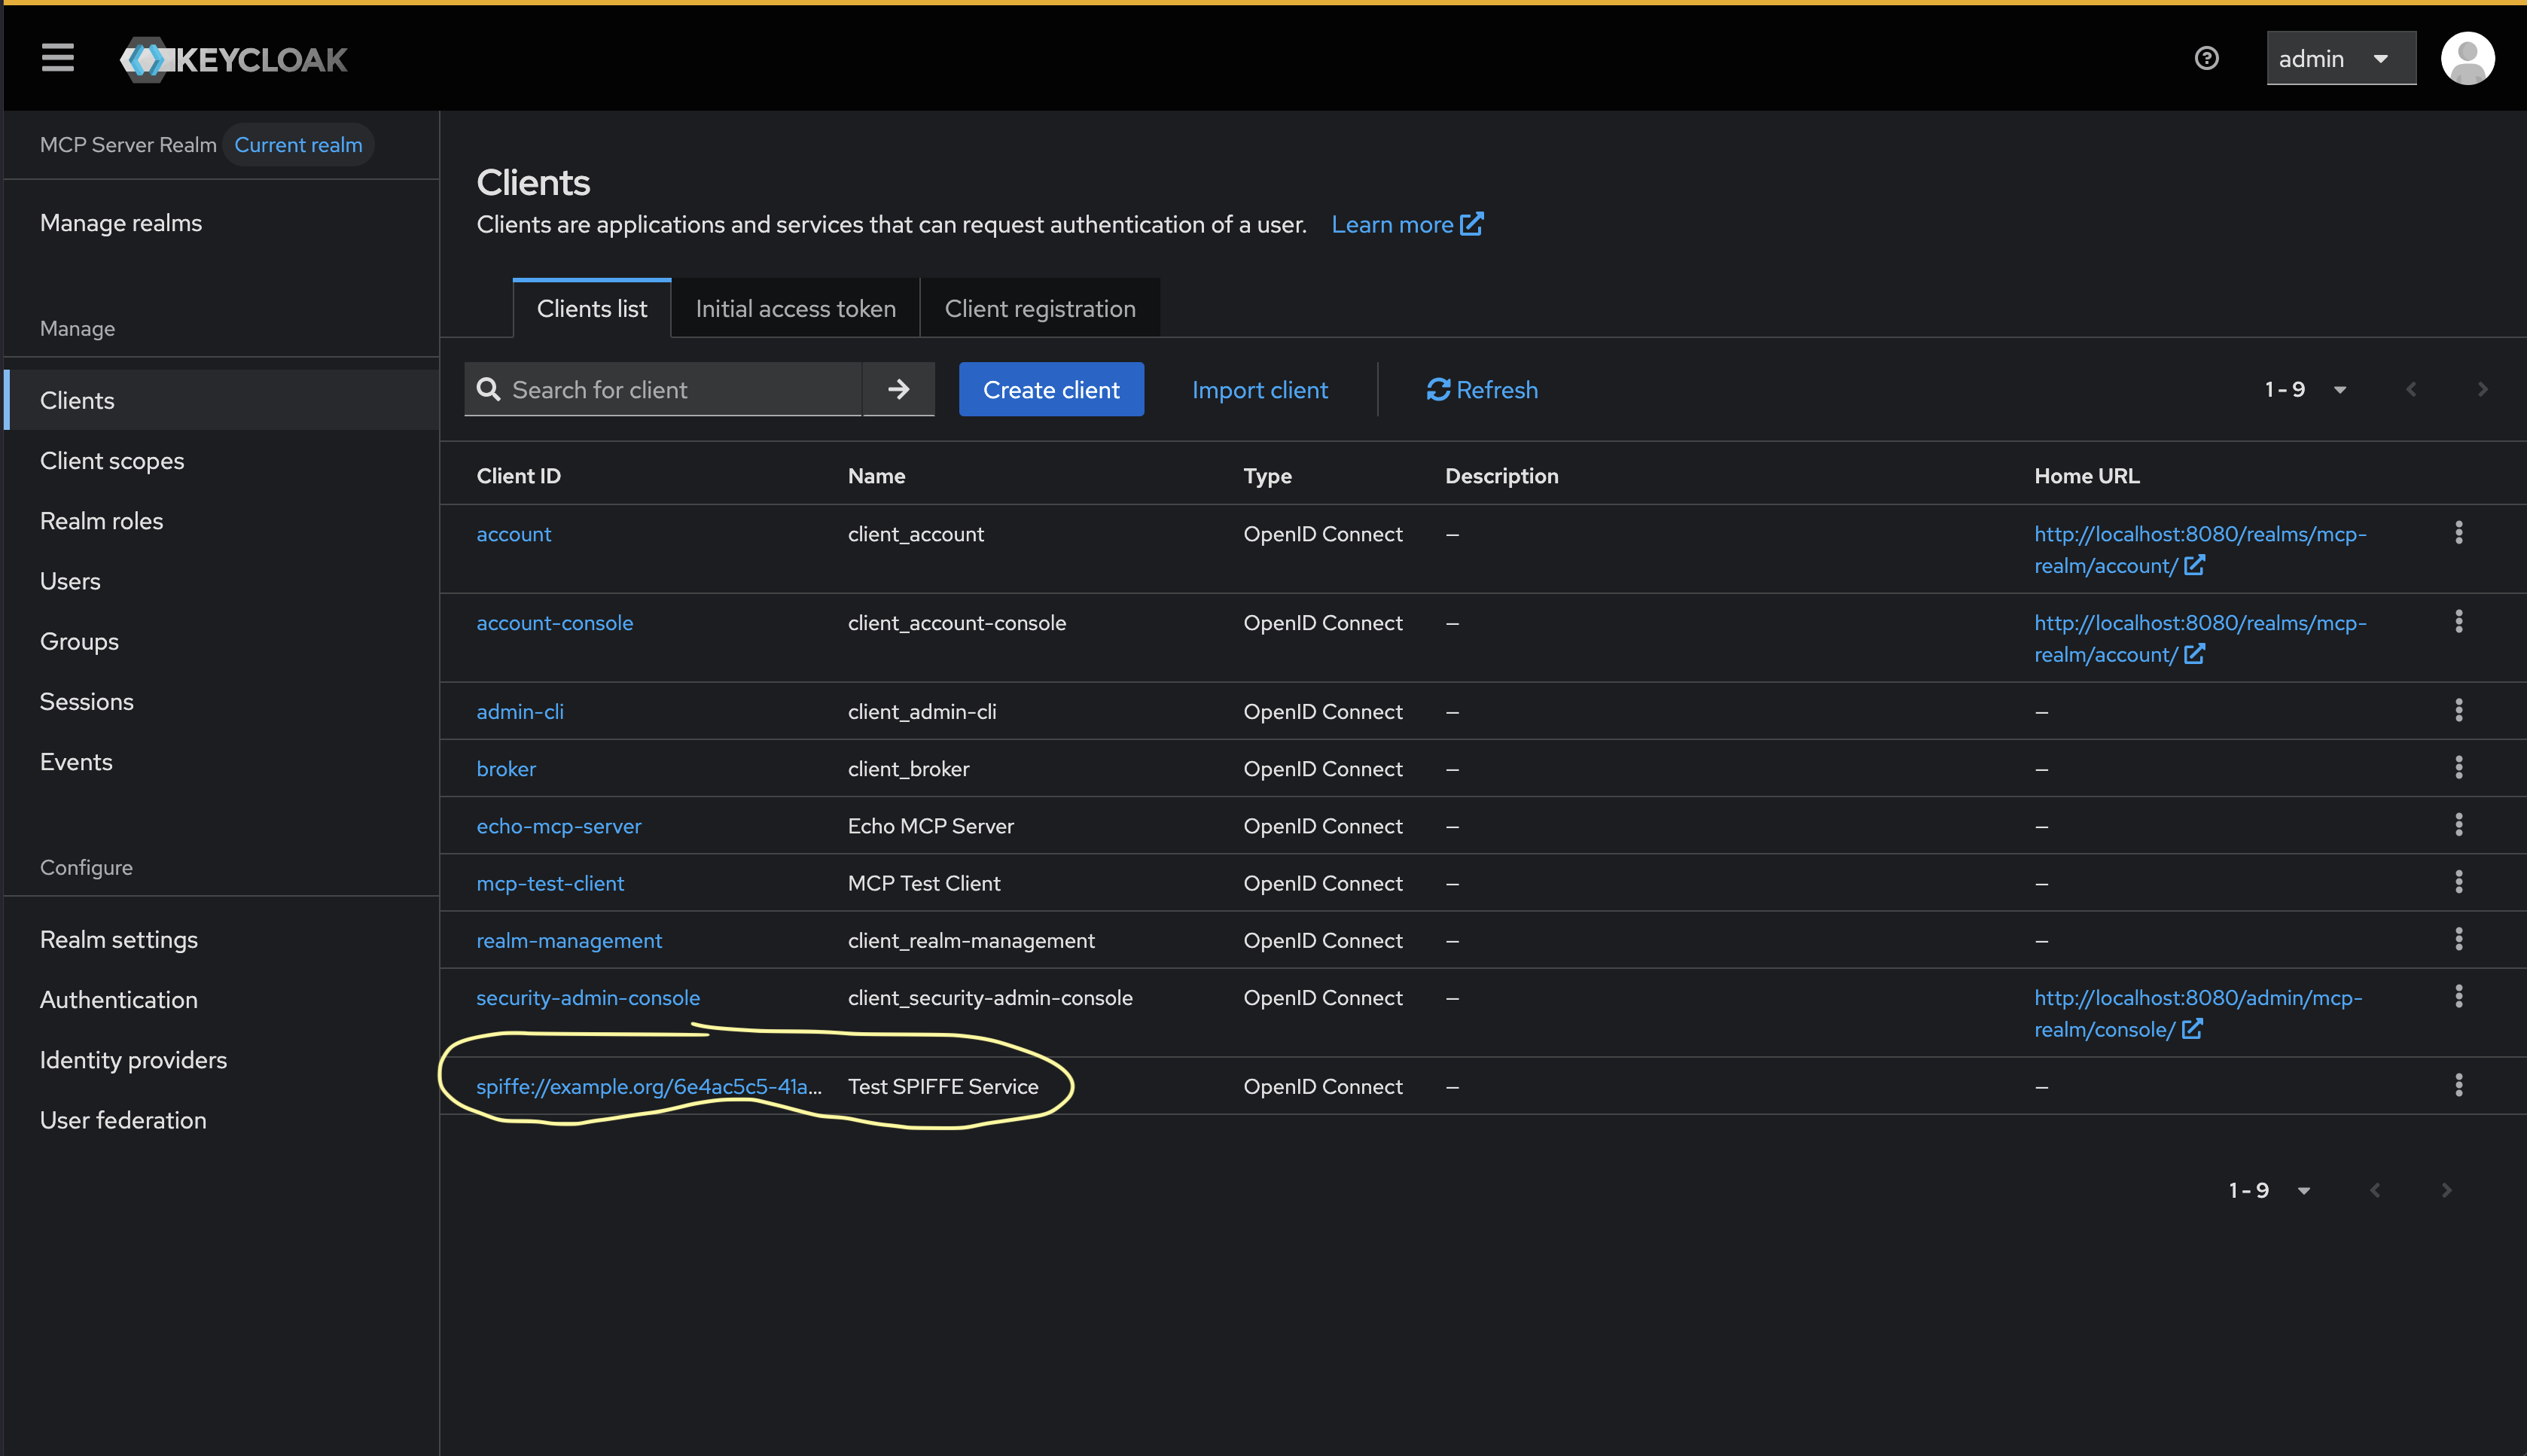 KEYCLOAK
admin
MCP Server Realm Current realm
Manage realms
Manage
Clients
Client scopes
Realm roles
Users
Groups
Sessions
Events
Configure
Realm settings
Authentication
Identity providers
User federation
Clients
Clients are applications and services that can request authentication of a user. Learn more
Clients list Initial access token Client registration
Search for client Create client Import client Refresh 1 - 9
Client ID Name Type Description Home URL
account client_account OpenID Connect – http://localhost:8080/realms/mcp-
realm/account/
account-console client_account-console OpenID Connect – http://localhost:8080/realms/mcp-
realm/account/
admin-cli client_admin-cli OpenID Connect – –
broker client_broker OpenID Connect – –
echo-mcp-server Echo MCP Server OpenID Connect – –
mcp-test-client MCP Test Client OpenID Connect – –
realm-management client_realm-management OpenID Connect – –
security-admin-console client_security-admin-console OpenID Connect – http://localhost:8080/admin/mcp-
realm/console/
spiffe://example.org/6e4ac5c5-41a... Test SPIFFE Service OpenID Connect – –
1 - 9